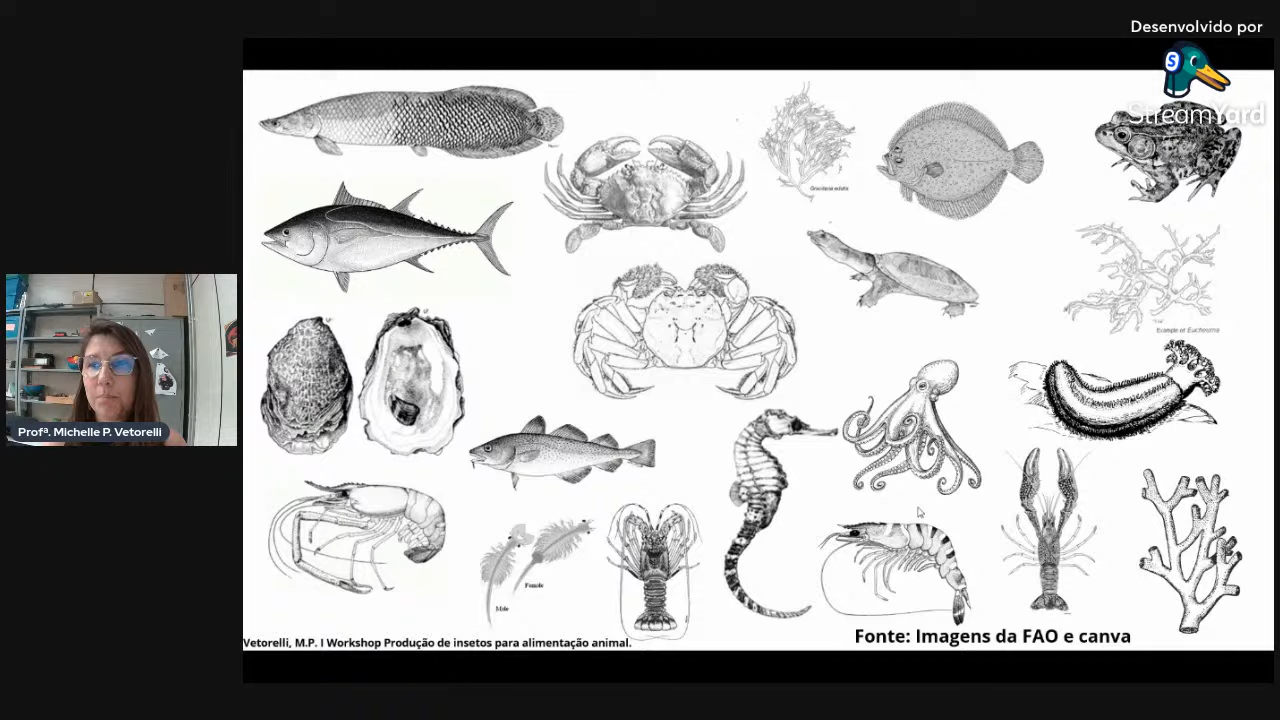 Desenvolvido por
StreamYard
Gracilaria edulis
Example of Eucheuma
Profª. Michelle P. Vetorelli
Female
Male
Vetorelli, M.P. I Workshop Produção de insetos para alimentação animal.
Fonte: Imagens da FAO e canva